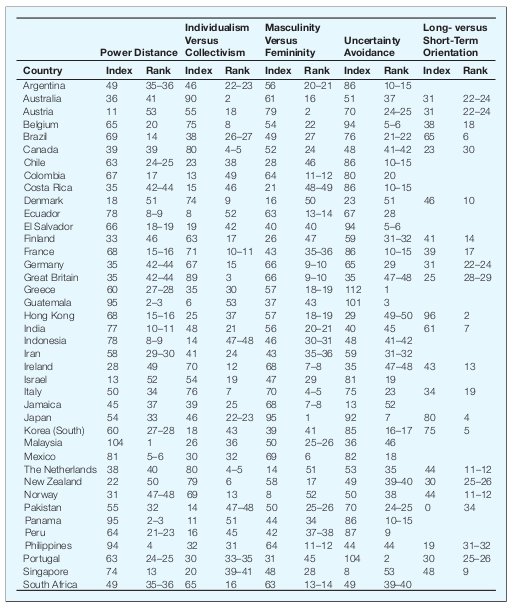 Individualism Masculinity Long- versus
Versus Versus Uncertainty Short-Term
Power Distance Collectivism Femininity Avoidance Orientation
Country Index Rank Index Rank Index Rank Index Rank Index Rank
Argentina 49 35–36 46 22–23 56 20–21 86 10–15
Australia 36 41 90 2 61 16 51 37 31 22–24
Austria 11 53 55 18 79 2 70 24–25 31 22–24
Belgium 65 20 75 8 54 22 94 5–6 38 18
Brazil 69 14 38 26–27 49 27 76 21–22 65 6
Canada 39 39 80 4–5 52 24 48 41–42 23 30
Chile 63 24–25 23 38 28 46 86 10–15
Colombia 67 17 13 49 64 11–12 80 20
Costa Rica 35 42–44 15 46 21 48–49 86 10–15
Denmark 18 51 74 9 16 50 23 51 46 10
Ecuador 78 8–9 8 52 63 13–14 67 28
El Salvador 66 18–19 19 42 40 40 94 5–6
Finland 33 46 63 17 26 47 59 31–32 41 14
France 68 15–16 71 10–11 43 35–36 86 10–15 39 17
Germany 35 42–44 67 15 66 9–10 65 29 31 22–24
Great Britain 35 42–44 89 3 66 9–10 35 47–48 25 28–29
Greece 60 27–28 35 30 57 18–19 112 1
Guatemala 95 2–3 6 53 37 43 101 3
Hong Kong 68 15–16 25 37 57 18–19 29 49–50 96 2
India 77 10–11 48 21 56 20–21 40 45 61 7
Indonesia 78 8–9 14 47–48 46 30–31 48 41–42
Iran 58 29–30 41 24 43 35–36 59 31–32
Ireland 28 49 70 12 68 7–8 35 47–48 43 13
Israel 13 52 54 19 47 29 81 19
Italy 50 34 76 7 70 4–5 75 23 34 19
Jamaica 45 37 39 25 68 7–8 13 52
Japan 54 33 46 22–23 95 1 92 7 80 4
Korea (South) 60 27–28 18 43 39 41 85 16–17 75 5
Malaysia 104 1 26 36 50 25–26 36 46
Mexico 81 5–6 30 32 69 6 82 18
The Netherlands 38 40 80 4–5 14 51 53 35 44 11–12
New Zealand 22 50 79 6 58 17 49 39–40 30 25–26
Norway 31 47–48 69 13 8 52 50 38 44 11–12
Pakistan 55 32 14 47–48 50 25–26 70 24–25 0 34
Panama 95 2–3 11 51 44 34 86 10–15
Peru 64 21–23 16 45 42 37–38 87 9
Philippines 94 4 32 31 64 11–12 44 44 19 31–32
Portugal 63 24–25 30 33–35 31 45 104 2 30 25–26
Singapore 74 13 20 39–41 48 28 8 53 48 9
South Africa 49 35–36 65 16 63 13–14 49 39–40